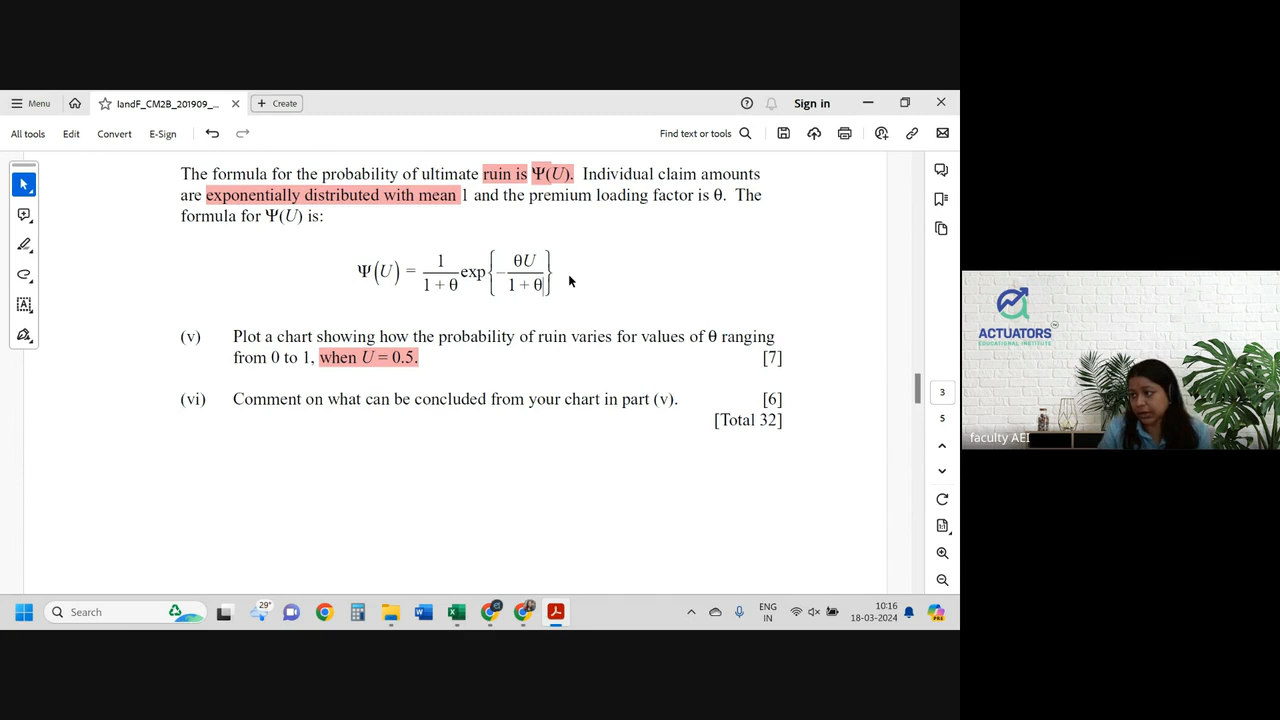 Menu
IandF_CM2B_201909_...
Create
Sign in
All tools
Edit
Convert
E-Sign
Find text or tools
The formula for the probability of ultimate ruin is Ψ(U). Individual claim amounts
are exponentially distributed with mean 1 and the premium loading factor is θ. The
formula for Ψ(U) is:
Ψ(U) = 1/(1 + θ) exp{−θU/(1 + θ)}
(v) Plot a chart showing how the probability of ruin varies for values of θ ranging
from 0 to 1, when U = 0.5. [7]
(vi) Comment on what can be concluded from your chart in part (v). [6]
[Total 32]
3
5
ACTUATORS
EDUCATIONAL INSTITUTE
faculty AEI
Search
29°
ENG
IN
10:16
18-03-2024
PRE